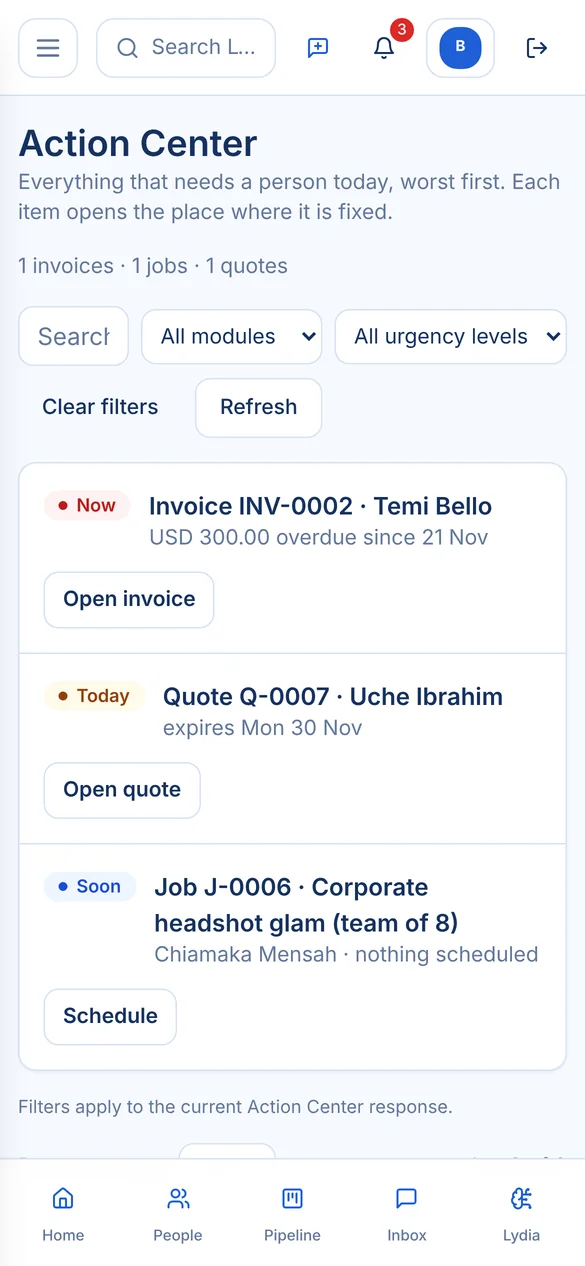 Search L...
3
B
Action Center
Everything that needs a person today, worst first. Each
item opens the place where it is fixed.
1 invoices · 1 jobs · 1 quotes
Search
All modules
All urgency levels
Clear filters
Refresh
Now
Invoice INV-0002 · Temi Bello
USD 300.00 overdue since 21 Nov
Open invoice
Today
Quote Q-0007 · Uche Ibrahim
expires Mon 30 Nov
Open quote
Soon
Job J-0006 · Corporate
headshot glam (team of 8)
Chiamaka Mensah · nothing scheduled
Schedule
Filters apply to the current Action Center response.
Home
People
Pipeline
Inbox
Lydia